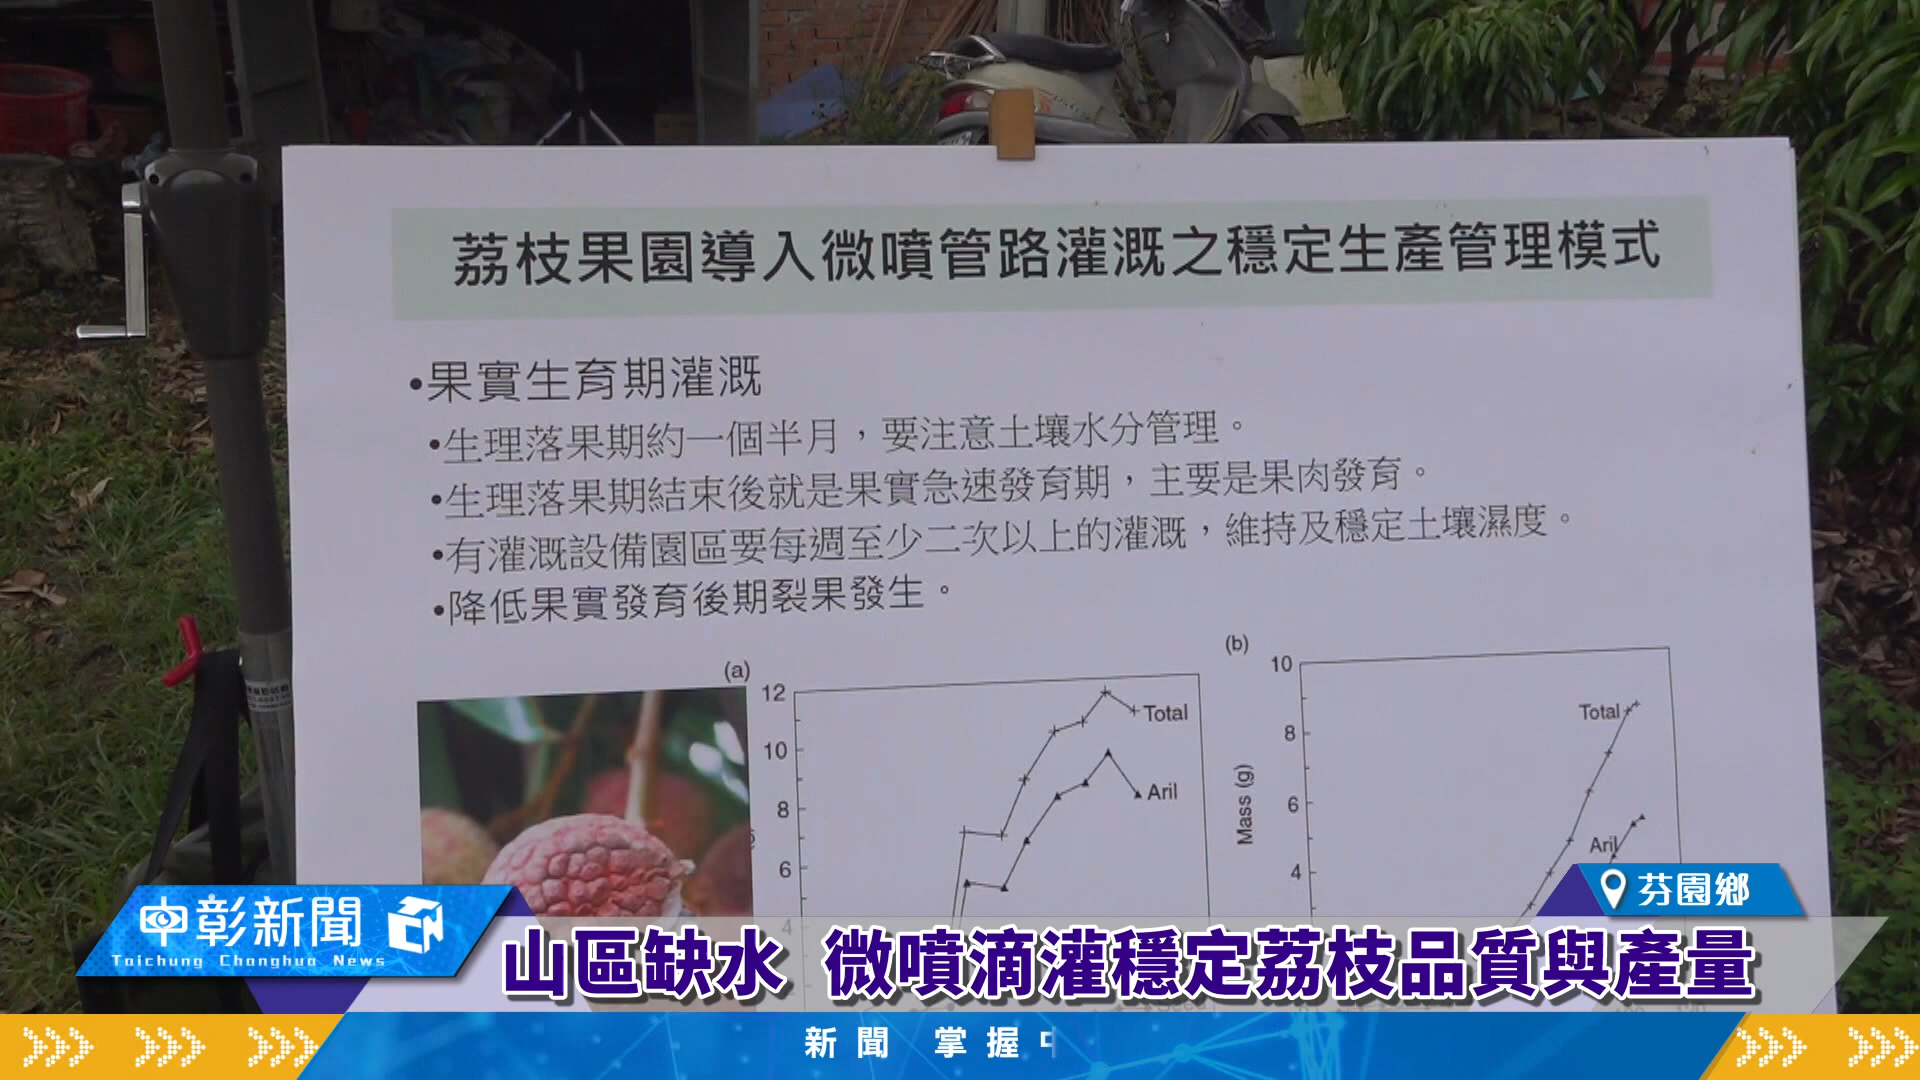 荔枝果園導入微噴管路灌溉之穩定生產管理模式
•果實生育期灌溉
•生理落果期約一個半月，要注意土壤水分管理。
•生理落果期結束後就是果實急速發育期，主要是果肉發育。
•有灌溉設備園區要每週至少二次以上的灌溉，維持及穩定土壤濕度。
•降低果實發育後期裂果發生。
(a)
12
10
8
6
4
Total
Aril
(b)
10
8
6
4
Mass (g)
Total
Aril
芬園鄉
中彰新聞
Taichung Changhua News
山區缺水 微噴滴灌穩定荔枝品質與產量
新聞 掌握